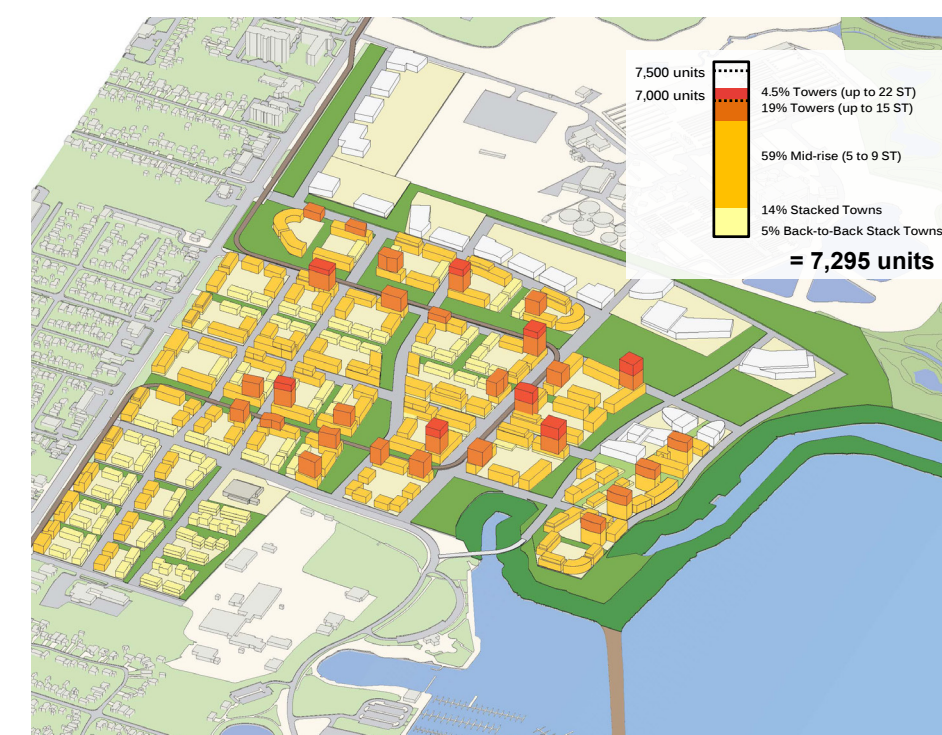 7,500 units
7,000 units
4.5% Towers (up to 22 ST)
19% Towers (up to 15 ST)
59% Mid-rise (5 to 9 ST)
14% Stacked Towns
5% Back-to-Back Stack Towns
= 7,295 units